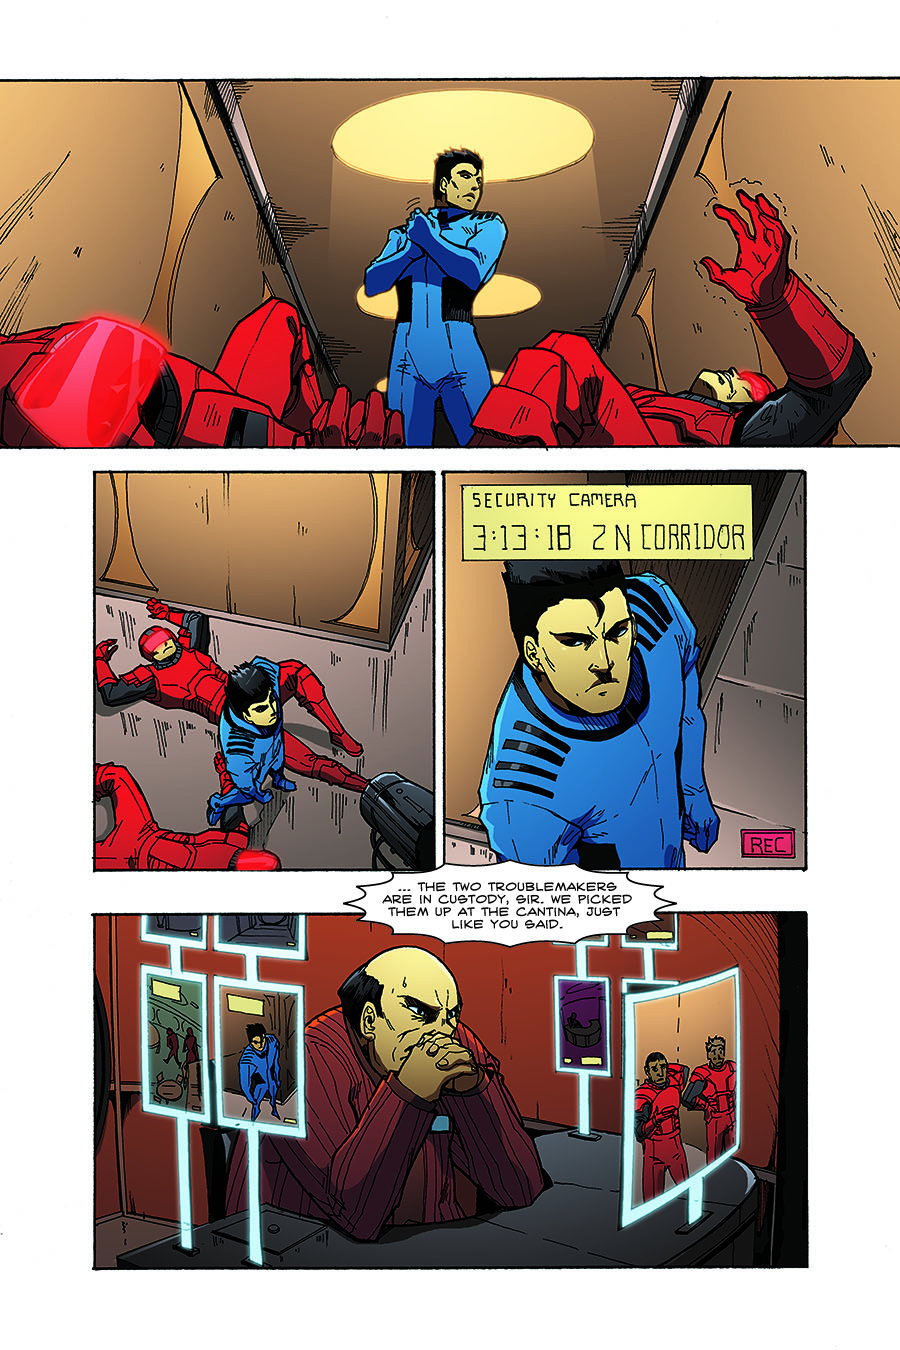 SECURITY CAMERA
3:13:18 2N CORRIDOR
REC
... THE TWO TROUBLEMAKERS
ARE IN CUSTODY, SIR. WE PICKED
THEM UP AT THE CANTINA, JUST
LIKE YOU SAID.